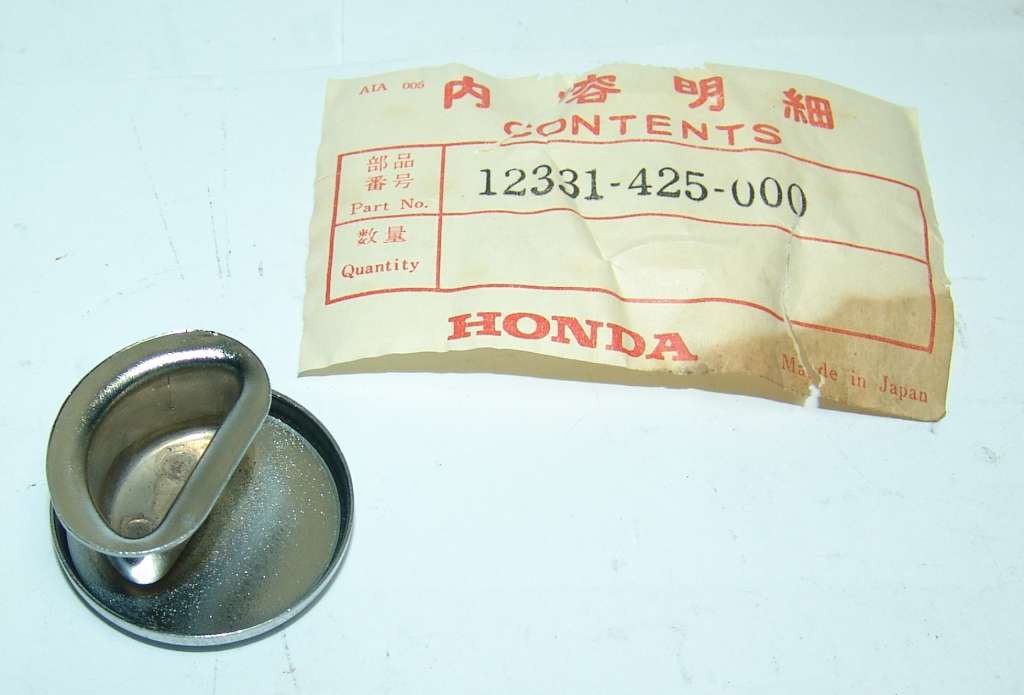 AIA 005
内容明細
CONTENTS
部品
番号
Part No.
12331-425-000
数量
Quantity
HONDA
Made in Japan